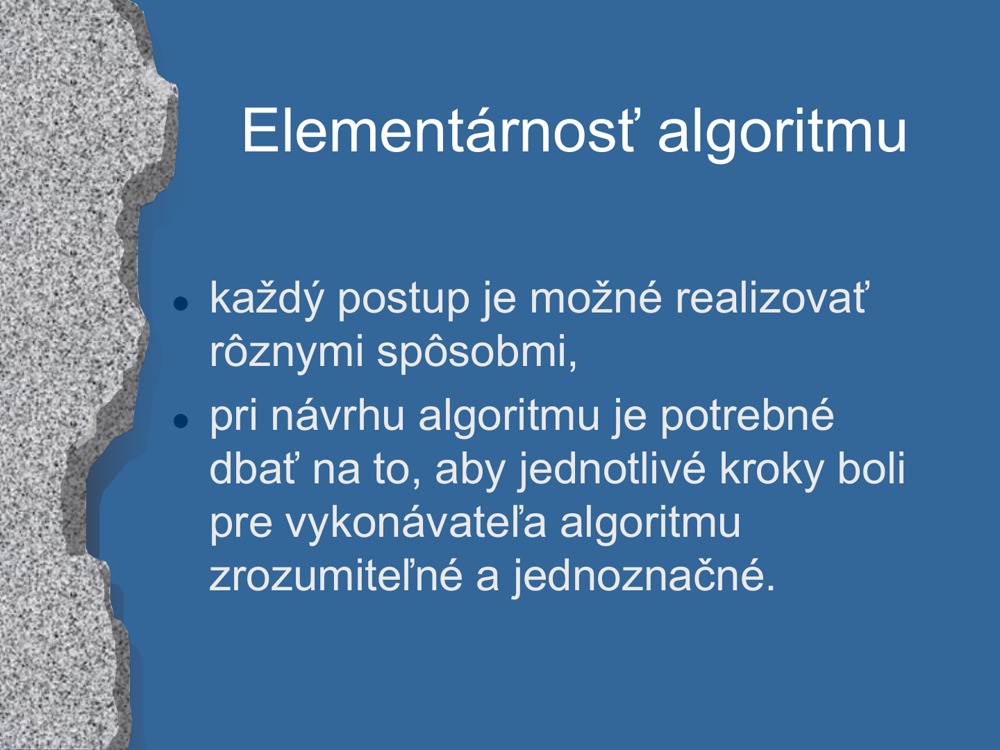 Elementárnosť algoritmu
● každý postup je možné realizovať
rôznymi spôsobmi,
● pri návrhu algoritmu je potrebné
dbať na to, aby jednotlivé kroky boli
pre vykonávateľa algoritmu
zrozumiteľné a jednoznačné.